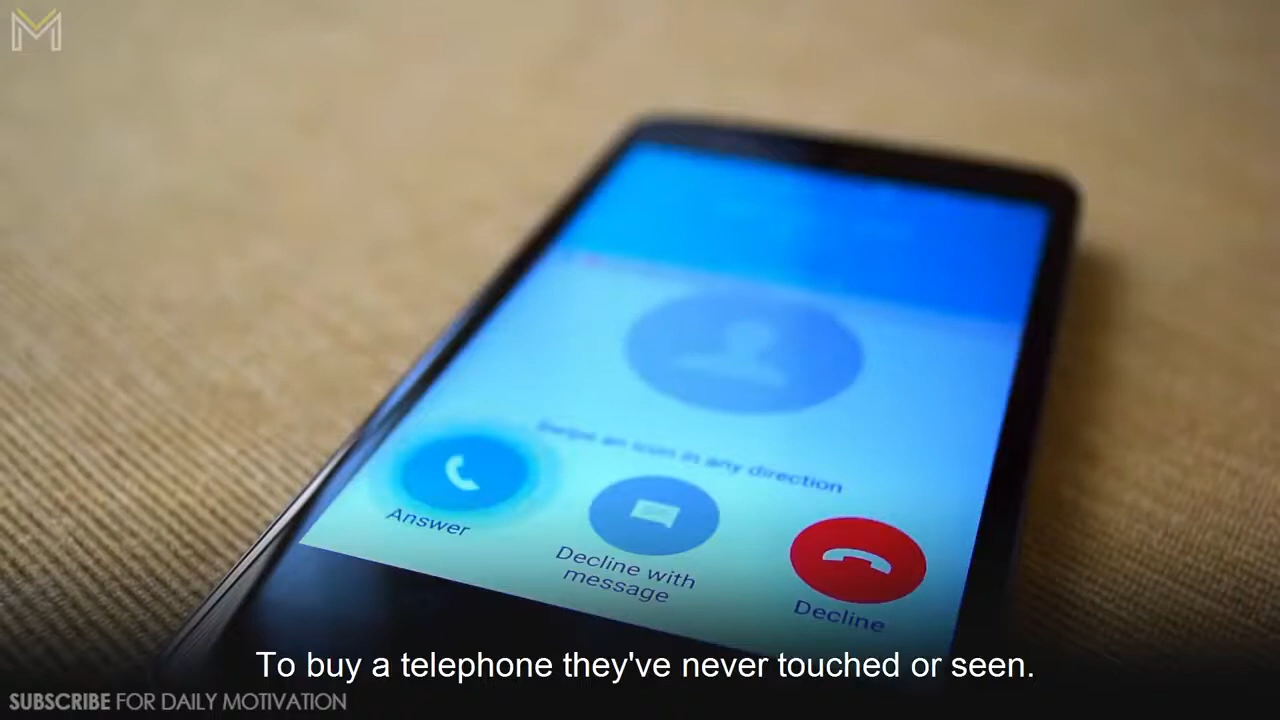 M
Swipe an icon in any direction
Answer
Decline with
message
Decline
To buy a telephone they've never touched or seen.
SUBSCRIBE FOR DAILY MOTIVATION